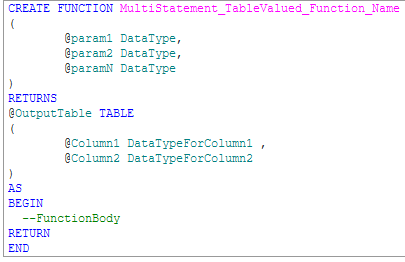 CREATE FUNCTION MultiStatement_TableValued_Function_Name
(
@param1 DataType,
@param2 DataType,
@paramN DataType
)
RETURNS
@OutputTable TABLE
(
@Column1 DataTypeForColumn1 ,
@Column2 DataTypeForColumn2
)
AS
BEGIN
--FunctionBody
RETURN
END